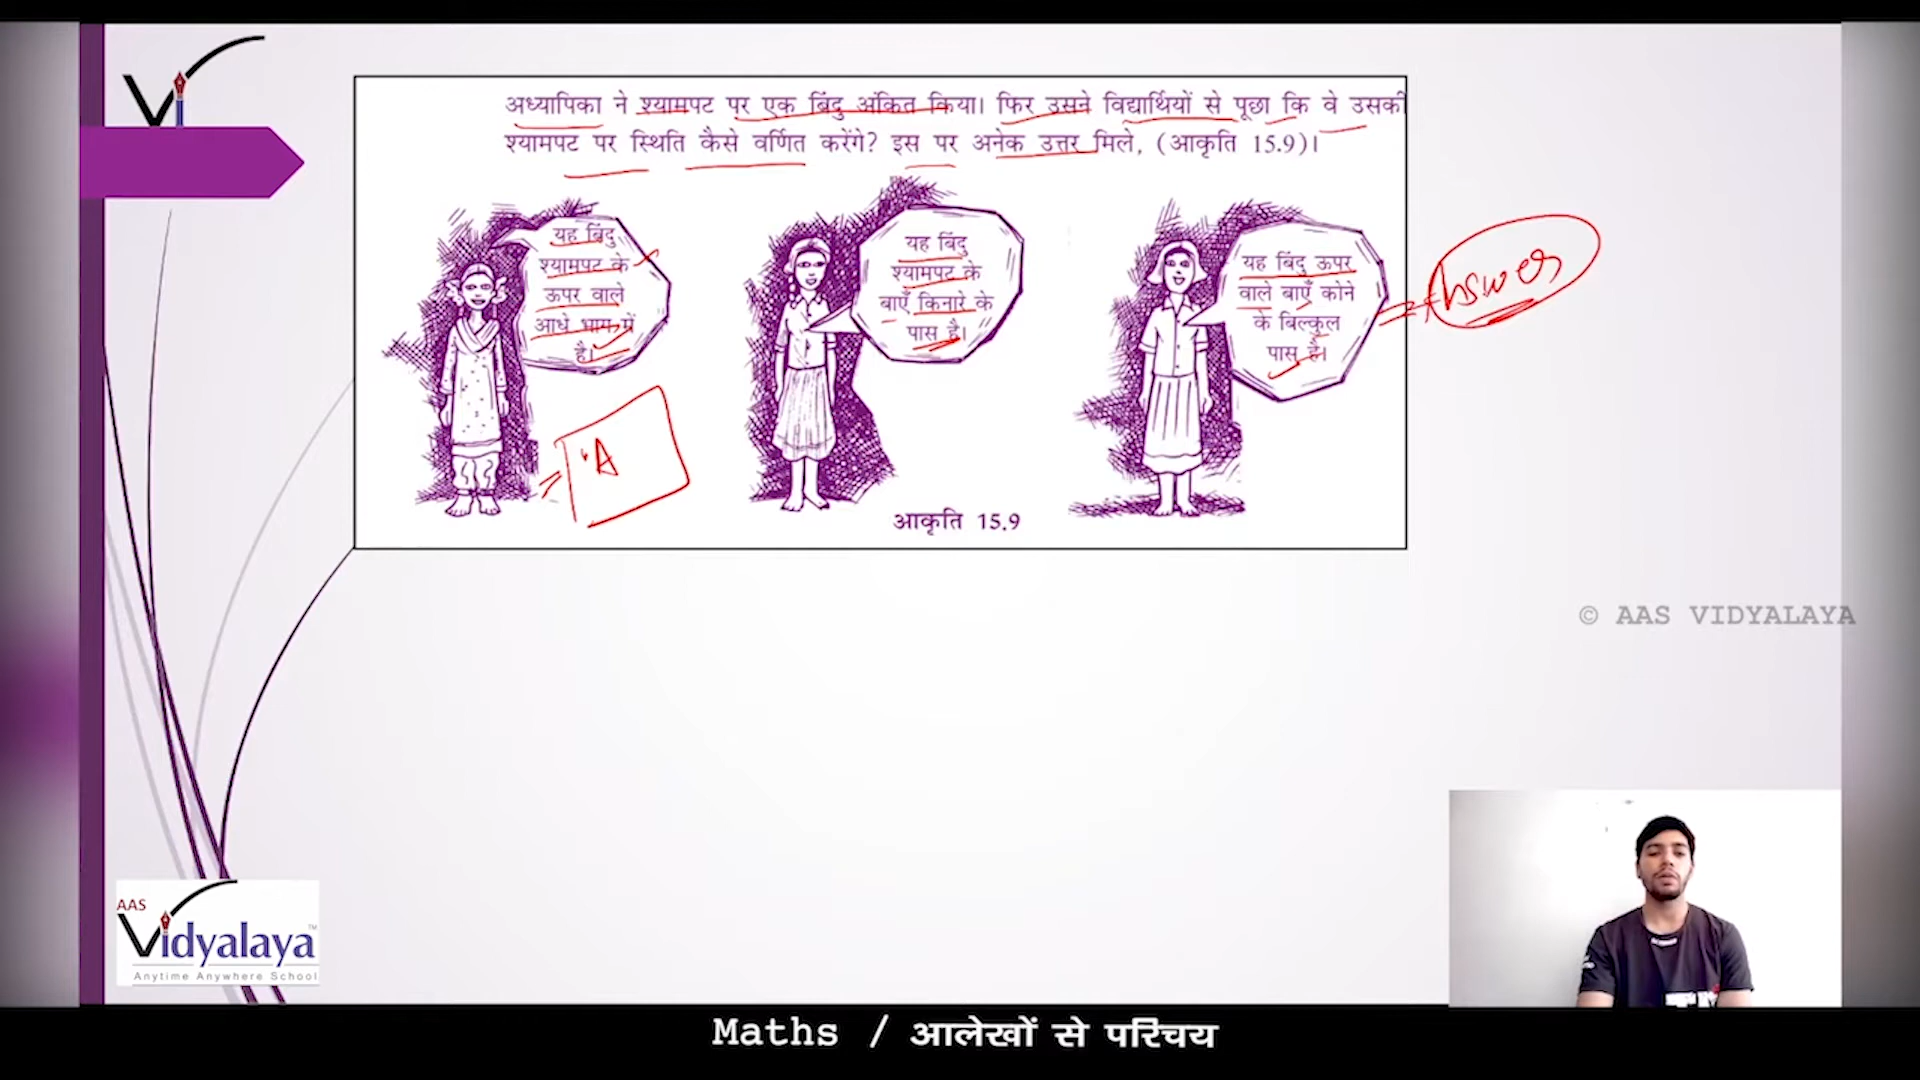 अध्यापिका ने श्यामपट पर एक बिंदु अंकित किया। फिर उसने विद्यार्थियों से पूछा कि वे उसकी
श्यामपट पर स्थिति कैसे वर्णित करेंगे? इस पर अनेक उत्तर मिले, (आकृति 15.9)।
यह बिंदु
श्यामपट के
ऊपर वाले
आधे भाग में
है।
यह बिंदु
श्यामपट के
बाएँ किनारे के
पास है।
यह बिंदु ऊपर
वाले बाएँ कोने
के बिल्कुल
पास है।
Answer
A
आकृति 15.9
© AAS VIDYALAYA
AAS
Vidyalaya
TM
Anytime Anywhere School
Maths / आलेखों से परिचय